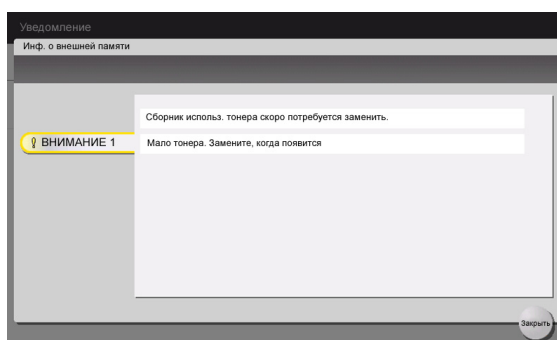 Уведомление
Инф. о внешней памяти
Сборник использ. тонера скоро потребуется заменить.
ВНИМАНИЕ 1
Мало тонера. Замените, когда появится
Закрыть